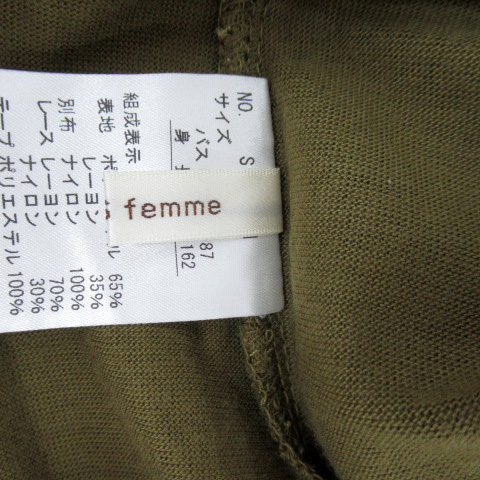 NO. S
サイズ
バス 87
身 162
組成表示
表地 65%
レーヨン 35%
別布 ナイロン 100%
レース レーヨン 70%
ナイロン 30%
テープ ポリエステル 100%
femme